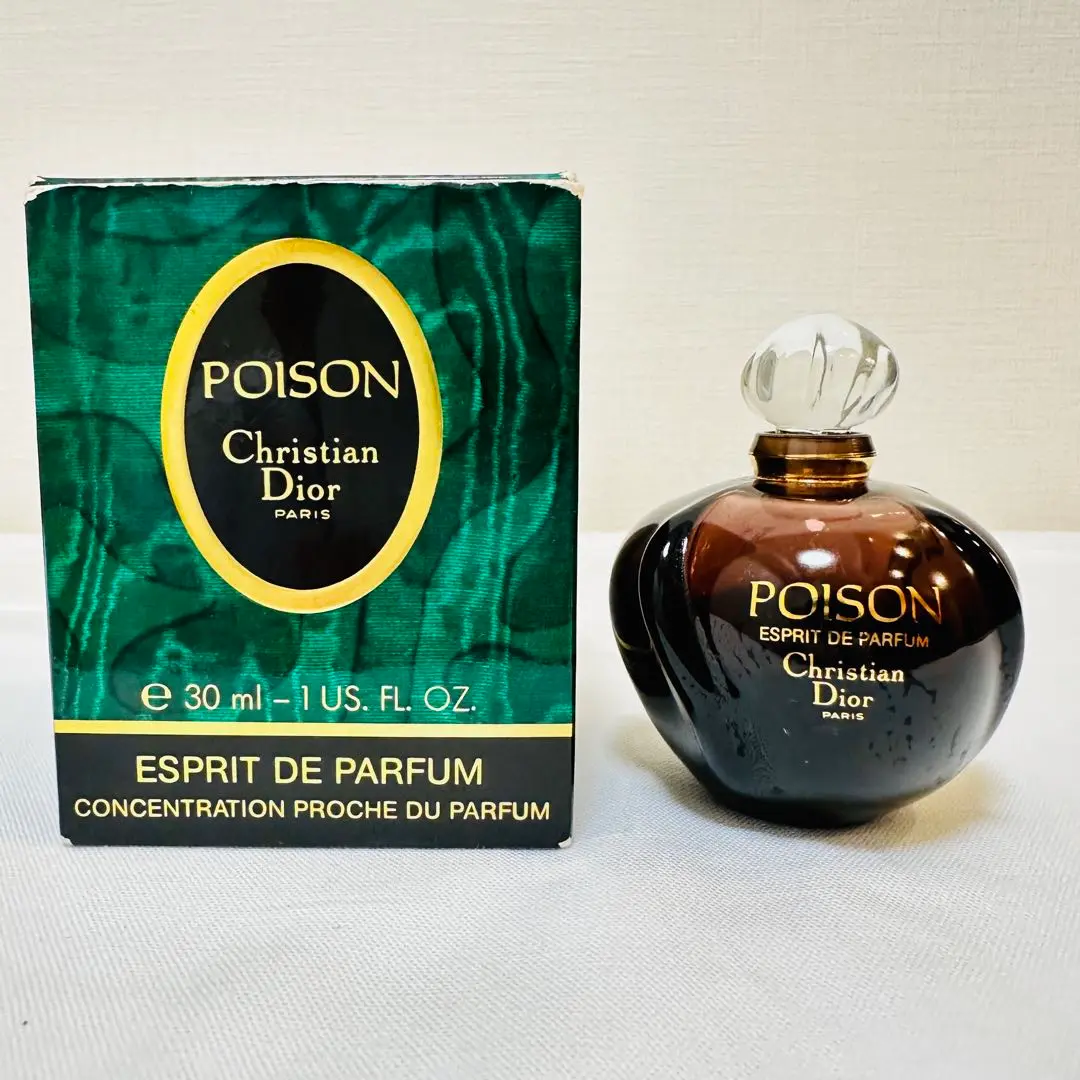 POISON
Christian
Dior
PARIS
℮ 30 ml – 1 US. FL. OZ.
ESPRIT DE PARFUM
CONCENTRATION PROCHE DU PARFUM
POISON
ESPRIT DE PARFUM
Christian
Dior
PARIS